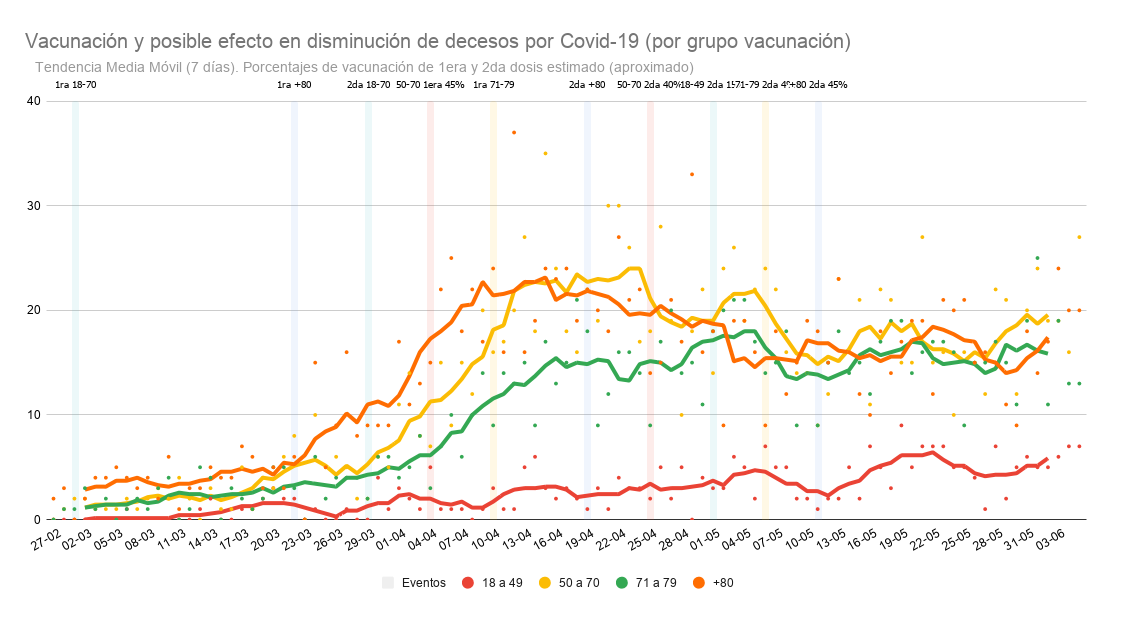 Vacunación y posible efecto en disminución de decesos por Covid-19 (por grupo vacunación)
Tendencia Media Móvil (7 días). Porcentajes de vacunación de 1era y 2da dosis estimado (aproximado)
1ra 18-70 1ra +80 2da 18-70 50-70 1era 45% 1ra 71-79 2da +80 50-70 2da 40% 18-49 2da 71-79 2da +80 2da 45%
40
30
20
10
0
27-02 02-03 05-03 08-03 11-03 14-03 17-03 20-03 23-03 26-03 29-03 01-04 04-04 07-04 10-04 13-04 16-04 19-04 22-04 25-04 28-04 01-05 04-05 07-05 10-05 13-05 16-05 19-05 22-05 25-05 28-05 31-05 03-06
Eventos 18 a 49 50 a 70 71 a 79 +80